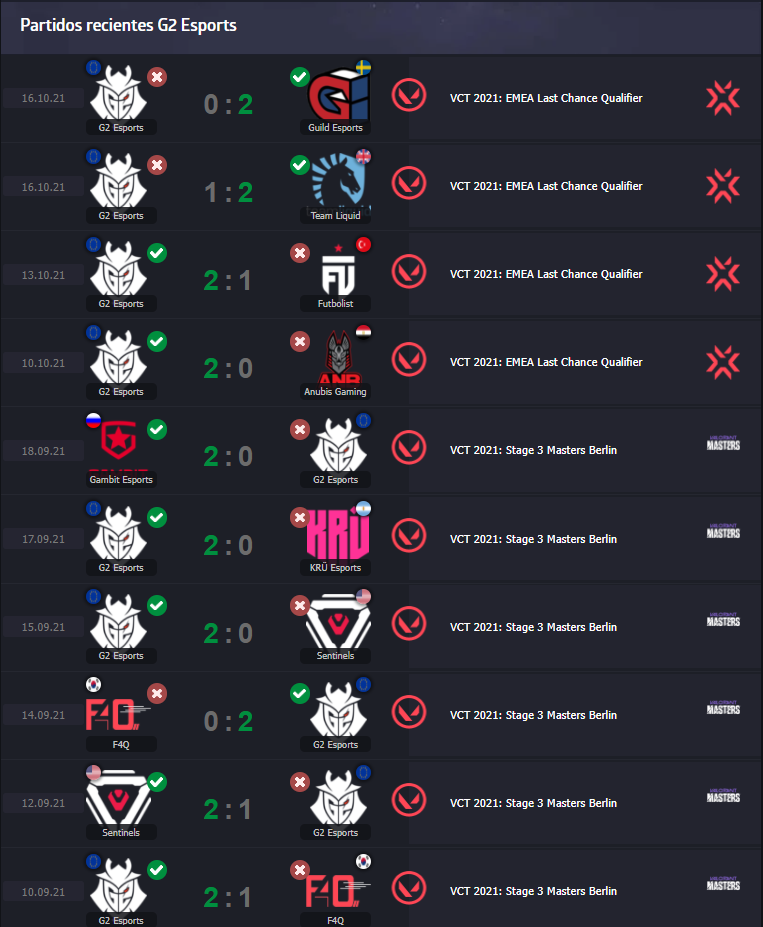 Partidos recientes G2 Esports
16.10.21 G2 Esports 0 : 2 Guild Esports VCT 2021: EMEA Last Chance Qualifier
16.10.21 G2 Esports 1 : 2 Team Liquid VCT 2021: EMEA Last Chance Qualifier
13.10.21 G2 Esports 2 : 1 FU Futbolist VCT 2021: EMEA Last Chance Qualifier
10.10.21 G2 Esports 2 : 0 ANB Anubis Gaming VCT 2021: EMEA Last Chance Qualifier
18.09.21 Gambit Esports 2 : 0 G2 Esports VCT 2021: Stage 3 Masters Berlin MASTERS
17.09.21 G2 Esports 2 : 0 KRÜ KRÜ Esports VCT 2021: Stage 3 Masters Berlin MASTERS
15.09.21 G2 Esports 2 : 0 Sentinels VCT 2021: Stage 3 Masters Berlin MASTERS
14.09.21 F4Q F4Q 0 : 2 G2 Esports VCT 2021: Stage 3 Masters Berlin MASTERS
12.09.21 Sentinels 2 : 1 G2 Esports VCT 2021: Stage 3 Masters Berlin MASTERS
10.09.21 G2 Esports 2 : 1 F4Q F4Q VCT 2021: Stage 3 Masters Berlin MASTERS